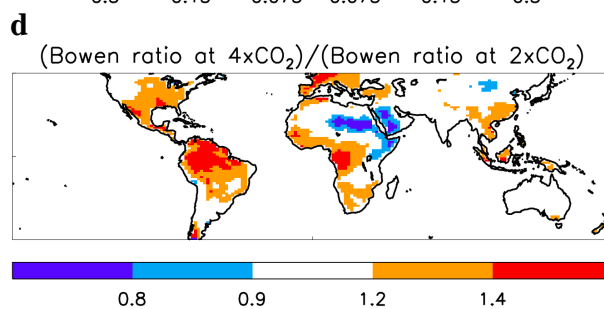 d
(Bowen ratio at 4xCO₂)/(Bowen ratio at 2xCO₂)
0.8 0.9 1.2 1.4